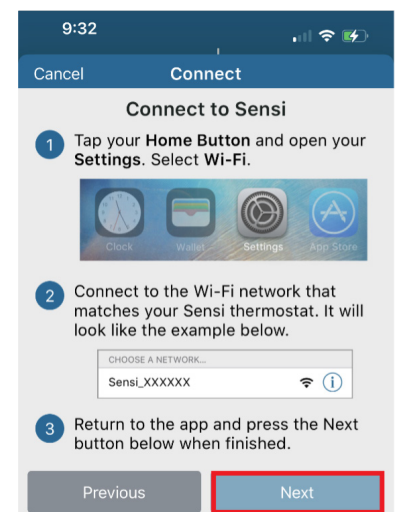 9:32
Cancel Connect
Connect to Sensi
1 Tap your Home Button and open your
Settings. Select Wi-Fi.
Clock Wallet Settings App Store
2 Connect to the Wi-Fi network that
matches your Sensi thermostat. It will
look like the example below.
CHOOSE A NETWORK...
Sensi_XXXXXX i
3 Return to the app and press the Next
button below when finished.
Previous Next